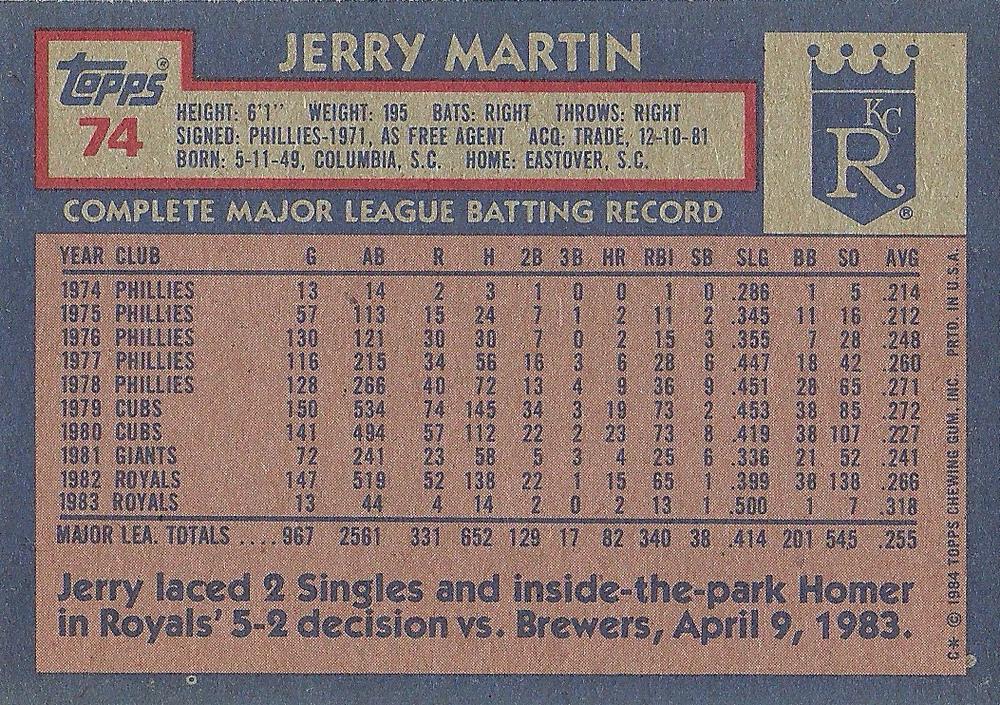 JERRY MARTIN
Topps®
74
HEIGHT: 6'1" WEIGHT: 195 BATS: RIGHT THROWS: RIGHT
SIGNED: PHILLIES-1971, AS FREE AGENT ACQ: TRADE, 12-10-81
BORN: 5-11-49, COLUMBIA, S.C. HOME: EASTOVER, S.C.
KC
R
®
COMPLETE MAJOR LEAGUE BATTING RECORD
YEAR CLUB G AB R H 2B 3B HR RBI SB SLG BB SO AVG
1974 PHILLIES 13 14 2 3 1 0 0 1 0 .286 1 5 .214
1975 PHILLIES 57 113 15 24 7 1 2 11 2 .345 11 16 .212
1976 PHILLIES 130 121 30 30 7 0 2 15 3 .355 7 28 .248
1977 PHILLIES 116 215 34 56 16 3 6 28 6 .447 18 42 .260
1978 PHILLIES 128 266 40 72 13 4 9 36 9 .451 28 65 .271
1979 CUBS 150 534 74 145 34 3 19 73 2 .453 38 85 .272
1980 CUBS 141 494 57 112 22 2 23 73 8 .419 38 107 .227
1981 GIANTS 72 241 23 58 5 3 4 25 6 .336 21 52 .241
1982 ROYALS 147 519 52 138 22 1 15 65 1 .399 38 138 .266
1983 ROYALS 13 44 4 14 2 0 2 13 1 .500 1 7 .318
MAJOR LEA. TOTALS ....967 2561 331 652 129 17 82 340 38 .414 201 545 .255
Jerry laced 2 Singles and inside-the-park Homer
in Royals' 5-2 decision vs. Brewers, April 9, 1983.
C* © 1984 TOPPS CHEWING GUM, INC. PRTD. IN U.S.A.